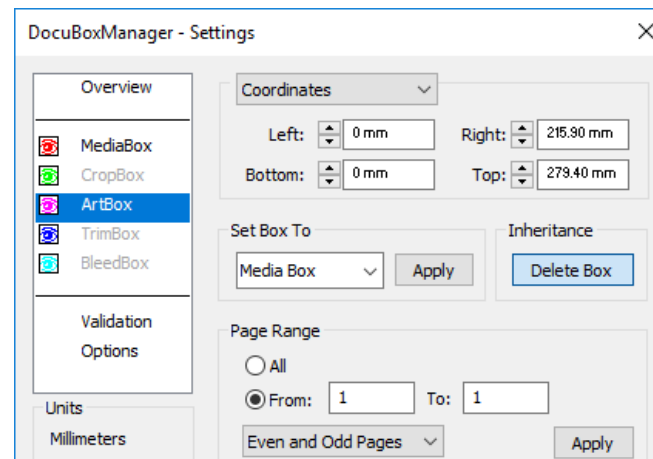 DocuBoxManager - Settings
Overview
MediaBox
CropBox
ArtBox
TrimBox
BleedBox
Validation
Options
Units
Millimeters
Coordinates
Left: 0 mm Right: 215.90 mm
Bottom: 0 mm Top: 279.40 mm
Set Box To
Media Box Apply
Inheritance
Delete Box
Page Range
All
From: 1 To: 1
Even and Odd Pages Apply